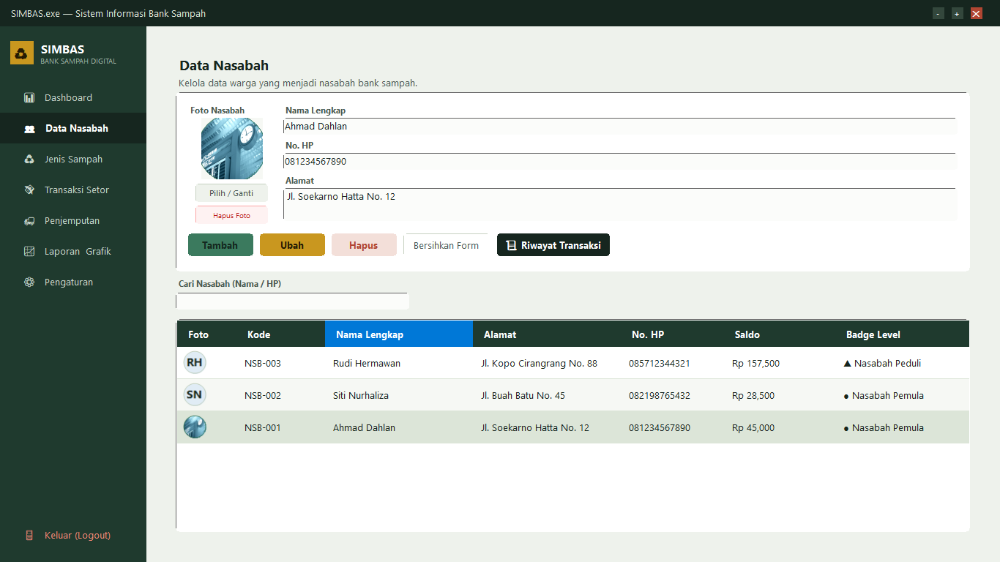 SIMBAS.exe — Sistem Informasi Bank Sampah
- + ×
SIMBAS
BANK SAMPAH DIGITAL
Dashboard
Data Nasabah
Jenis Sampah
Transaksi Setor
Penjemputan
Laporan Grafik
Pengaturan
Keluar (Logout)
Data Nasabah
Kelola data warga yang menjadi nasabah bank sampah.
Foto Nasabah
Pilih / Ganti
Hapus Foto
Nama Lengkap
Ahmad Dahlan
No. HP
081234567890
Alamat
Jl. Soekarno Hatta No. 12
Tambah Ubah Hapus Bersihkan Form Riwayat Transaksi
Cari Nasabah (Nama / HP)
Foto Kode Nama Lengkap Alamat No. HP Saldo Badge Level
RH NSB-003 Rudi Hermawan Jl. Kopo Cirangrang No. 88 085712344321 Rp 157,500 ▲ Nasabah Peduli
SN NSB-002 Siti Nurhaliza Jl. Buah Batu No. 45 082198765432 Rp 28,500 ● Nasabah Pemula
NSB-001 Ahmad Dahlan Jl. Soekarno Hatta No. 12 081234567890 Rp 45,000 ● Nasabah Pemula